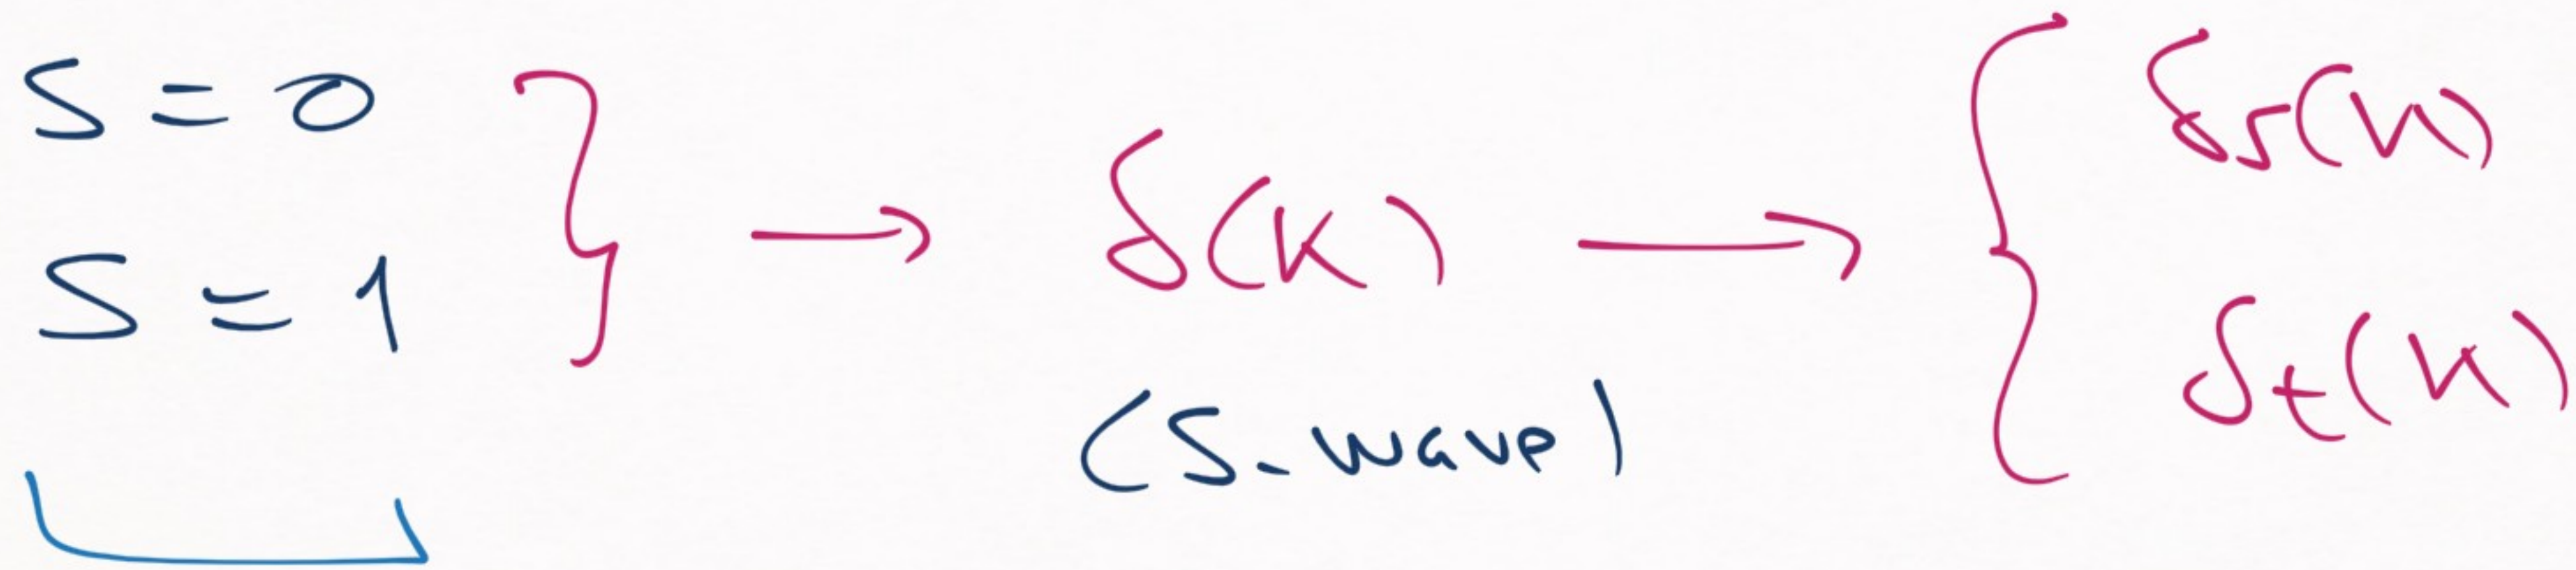 S = 0
S = 1
} → δ(k) → {
(S-wave)
δs(k)
δt(k)